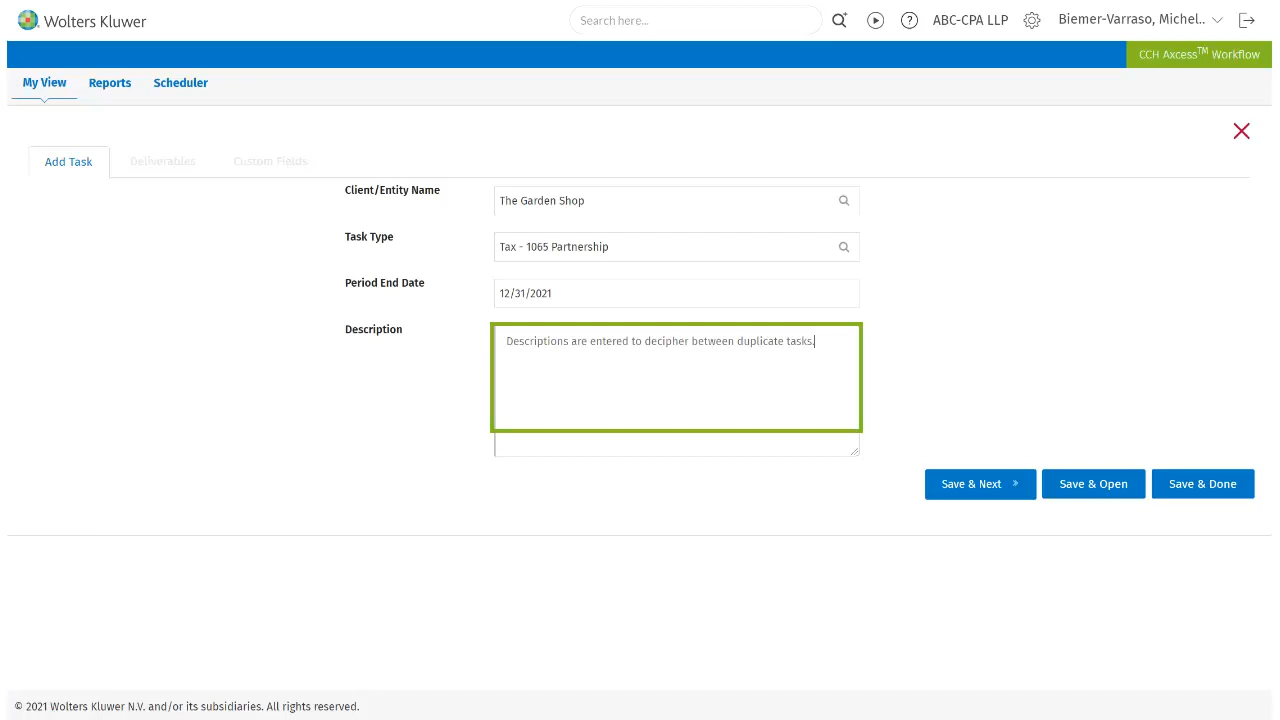 Wolters Kluwer
Search here...
ABC-CPA LLP
Biemer-Varraso, Michel..
CCH Axcess™ Workflow
My View
Reports
Scheduler
Add Task
Deliverables
Custom Fields
Client/Entity Name
The Garden Shop
Task Type
Tax - 1065 Partnership
Period End Date
12/31/2021
Description
Descriptions are entered to decipher between duplicate tasks.
Save & Next »
Save & Open
Save & Done
© 2021 Wolters Kluwer N.V. and/or its subsidiaries. All rights reserved.